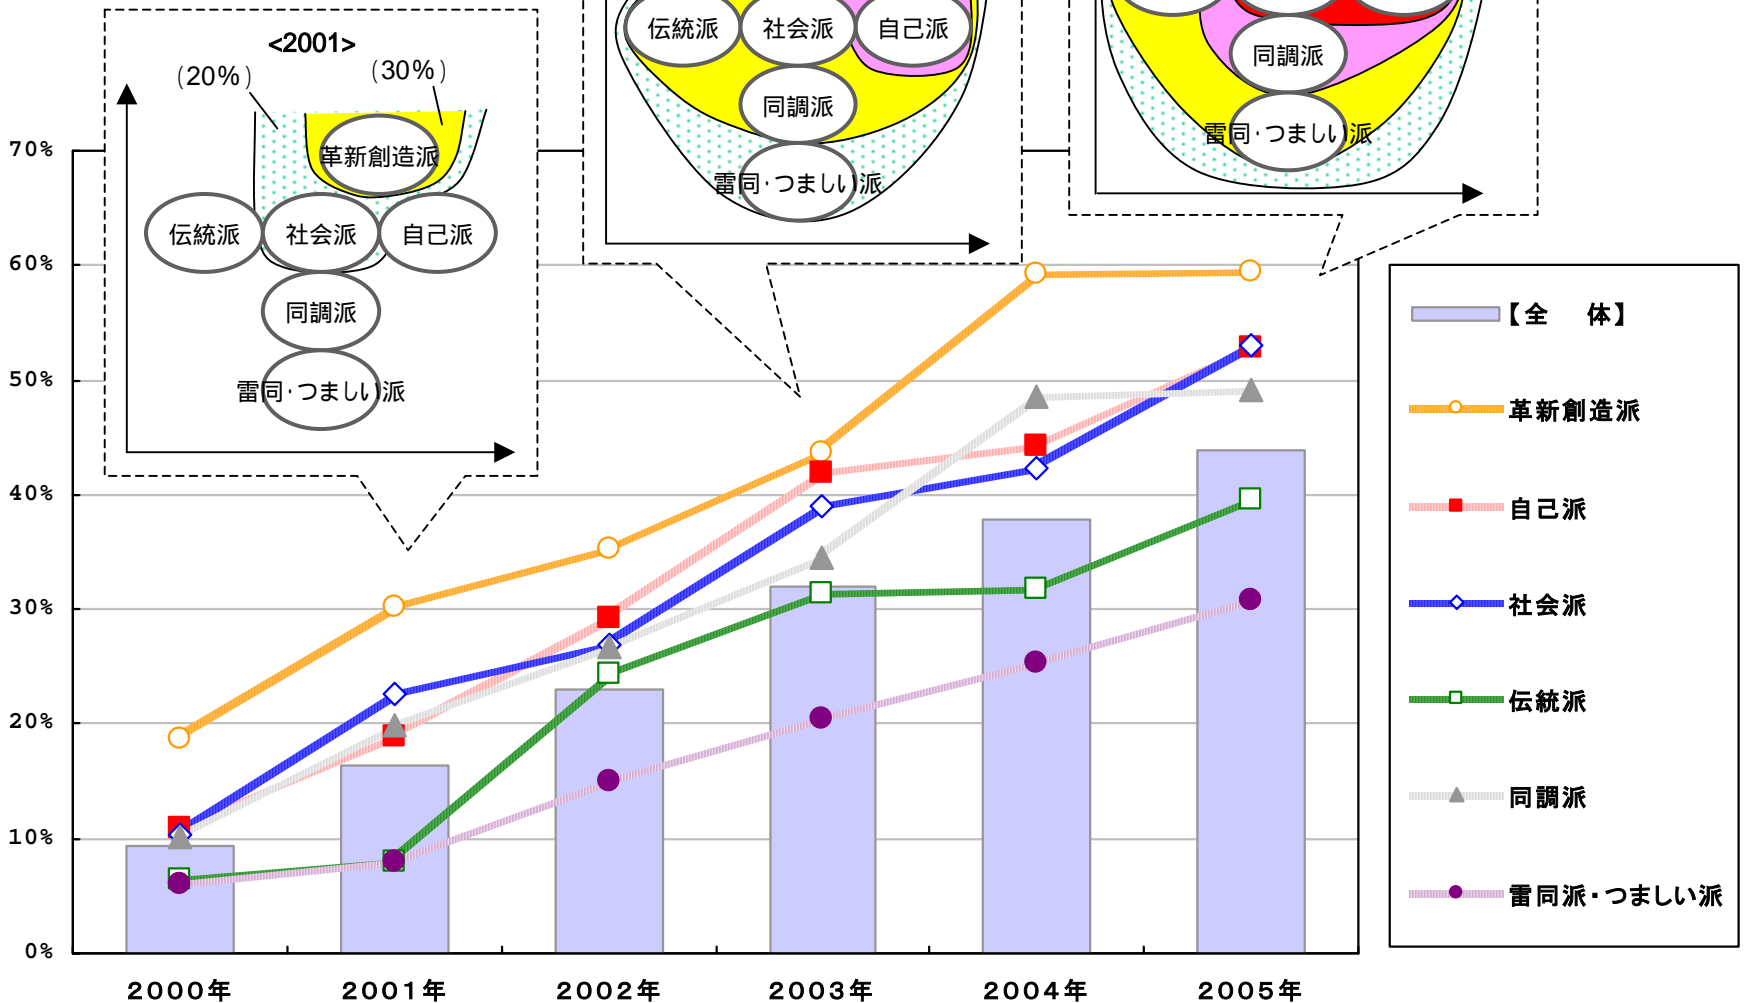 <2001>
(20%)
(30%)
革新創造派
伝統派
社会派
自己派
同調派
雷同・つましい派
伝統派
社会派
自己派
同調派
雷同・つましい派
同調派
雷同・つましい派
70%
60%
50%
40%
30%
20%
10%
0%
2000年
2001年
2002年
2003年
2004年
2005年
【全 体】
革新創造派
自己派
社会派
伝統派
同調派
雷同派・つましい派